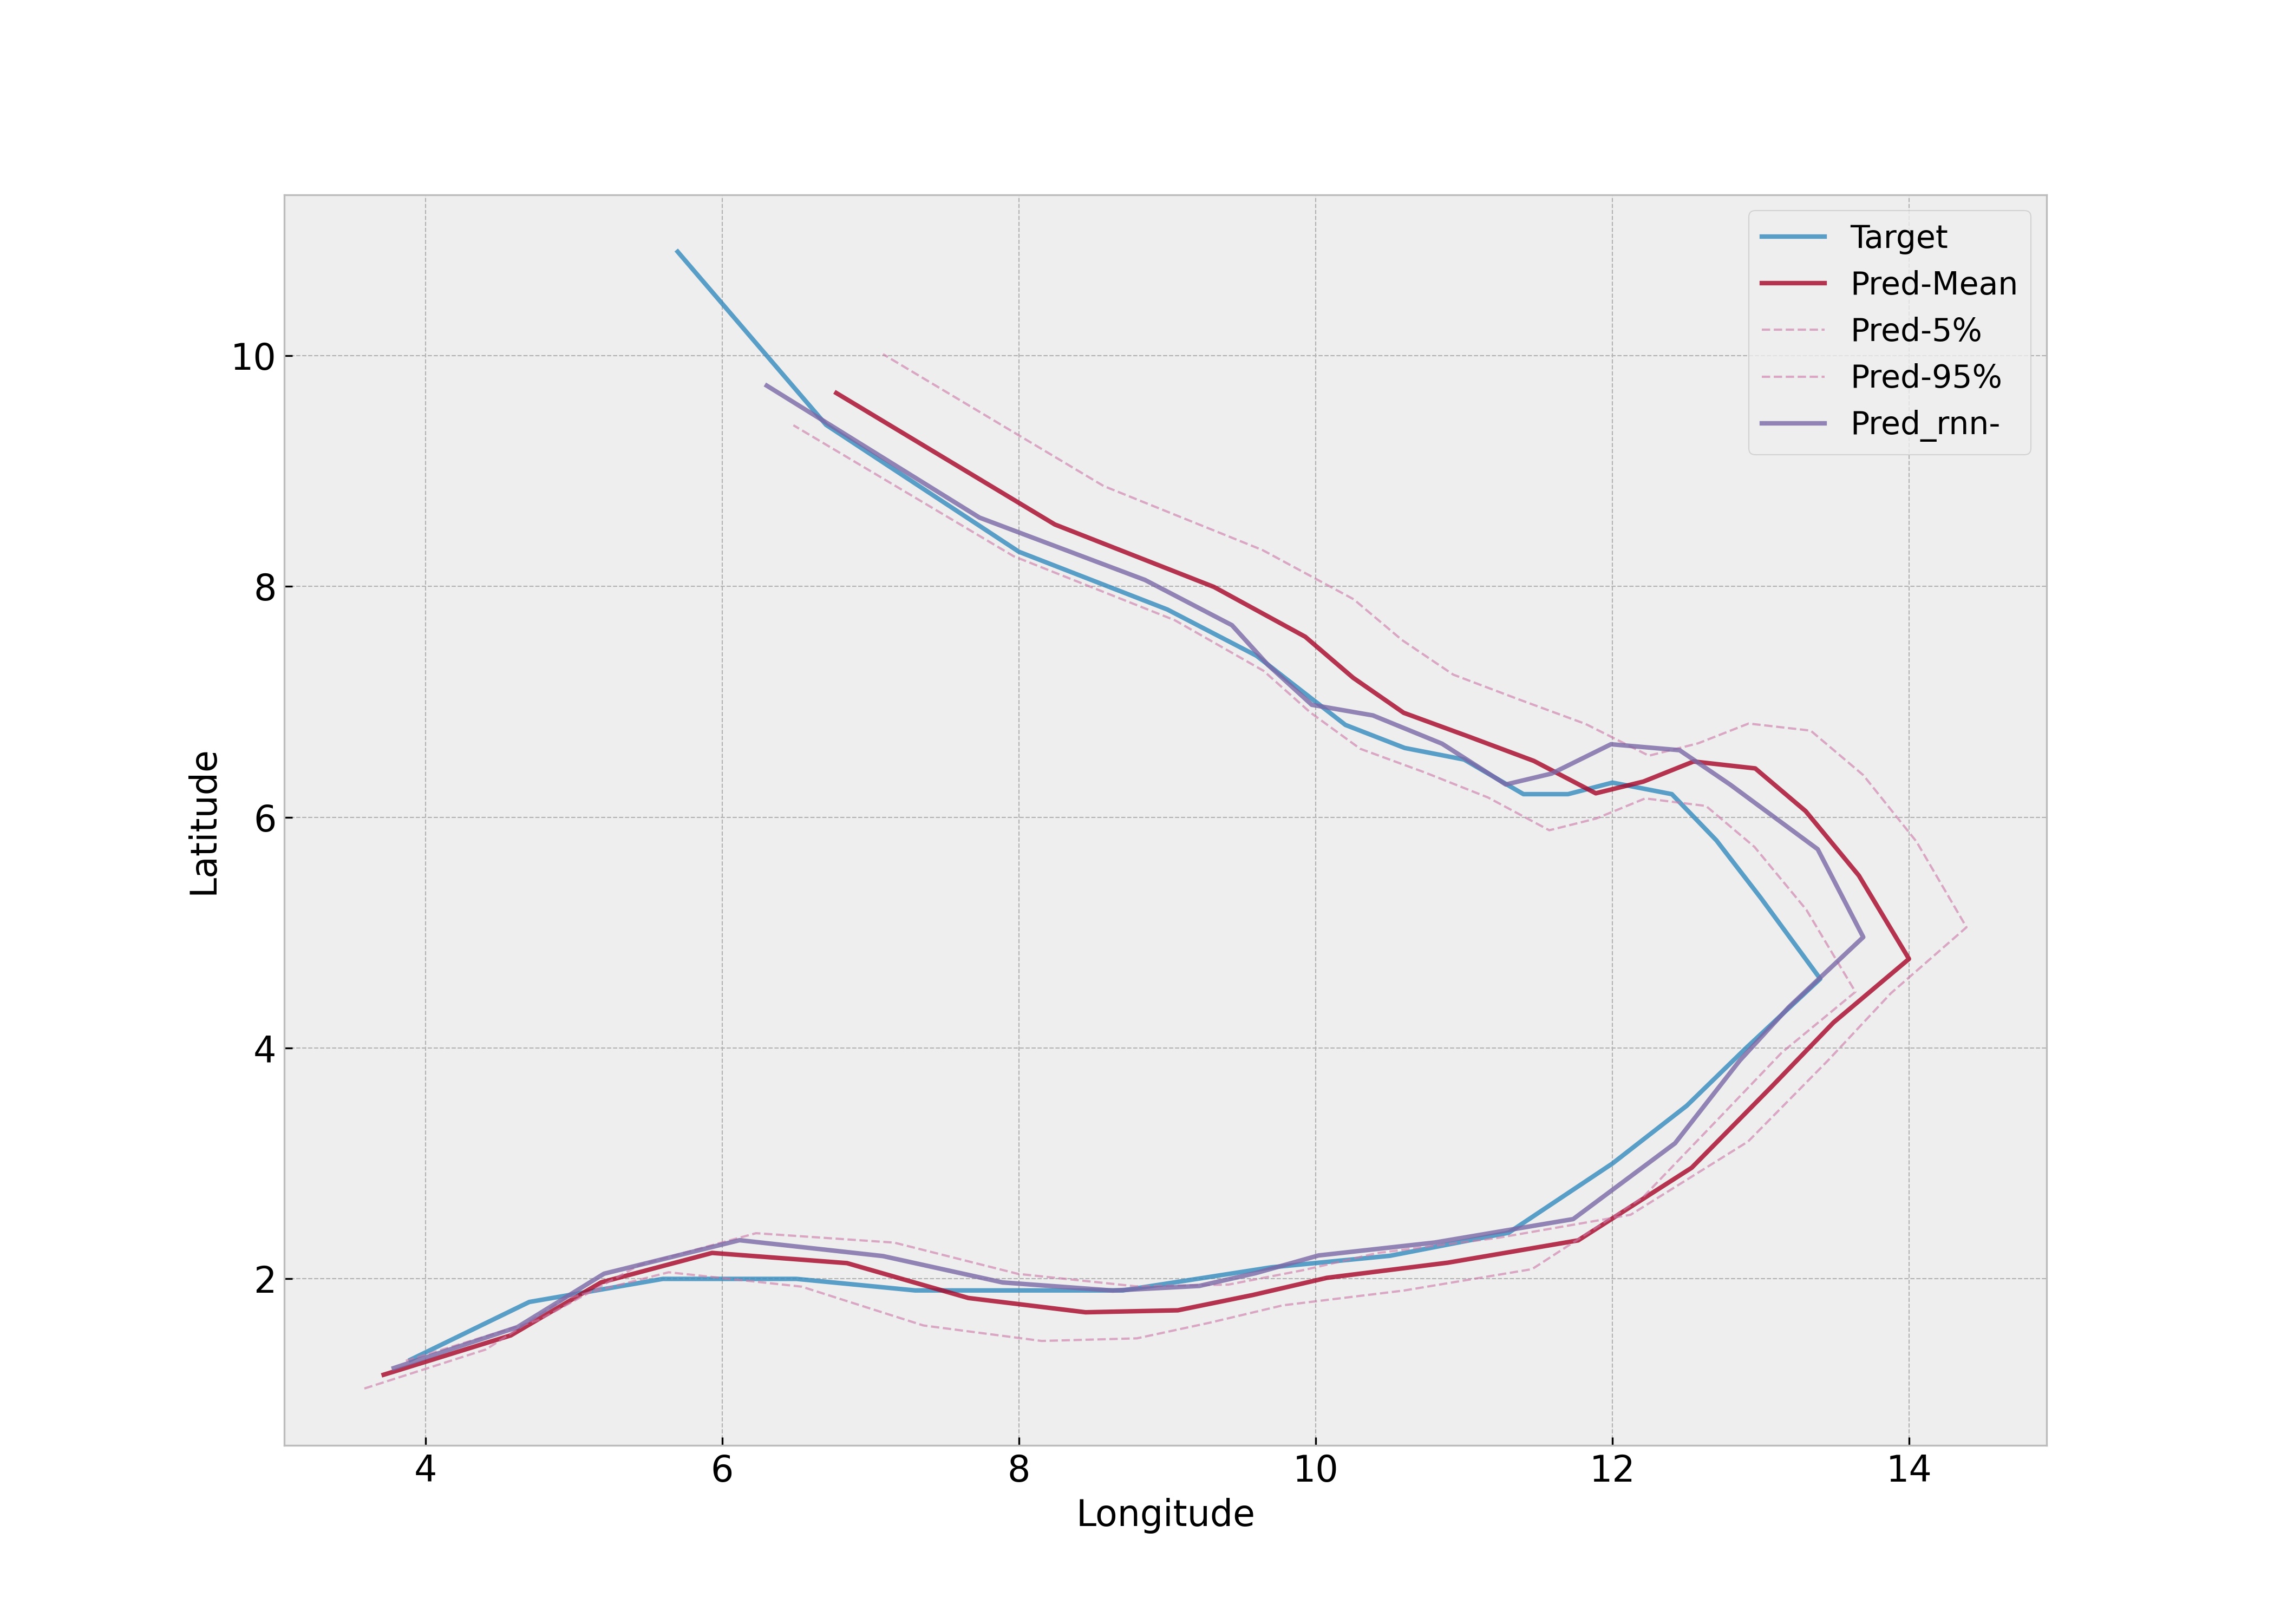 Target
Pred-Mean
Pred-5%
Pred-95%
Pred_rnn-
10
8
6
4
2
Latitude
4 6 8 10 12 14
Longitude